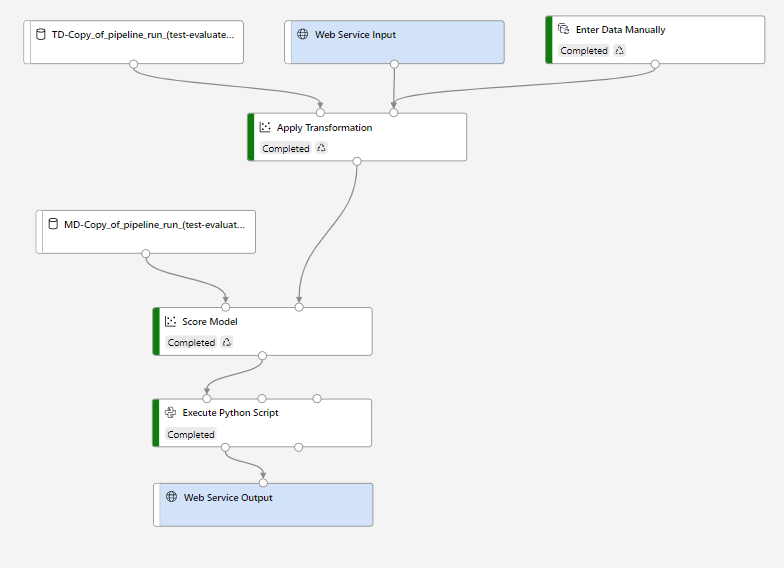 TD-Copy_of_pipeline_run_(test-evaluate...
Web Service Input
Enter Data Manually
Completed
Apply Transformation
Completed
MD-Copy_of_pipeline_run_(test-evaluat...
Score Model
Completed
Execute Python Script
Completed
Web Service Output